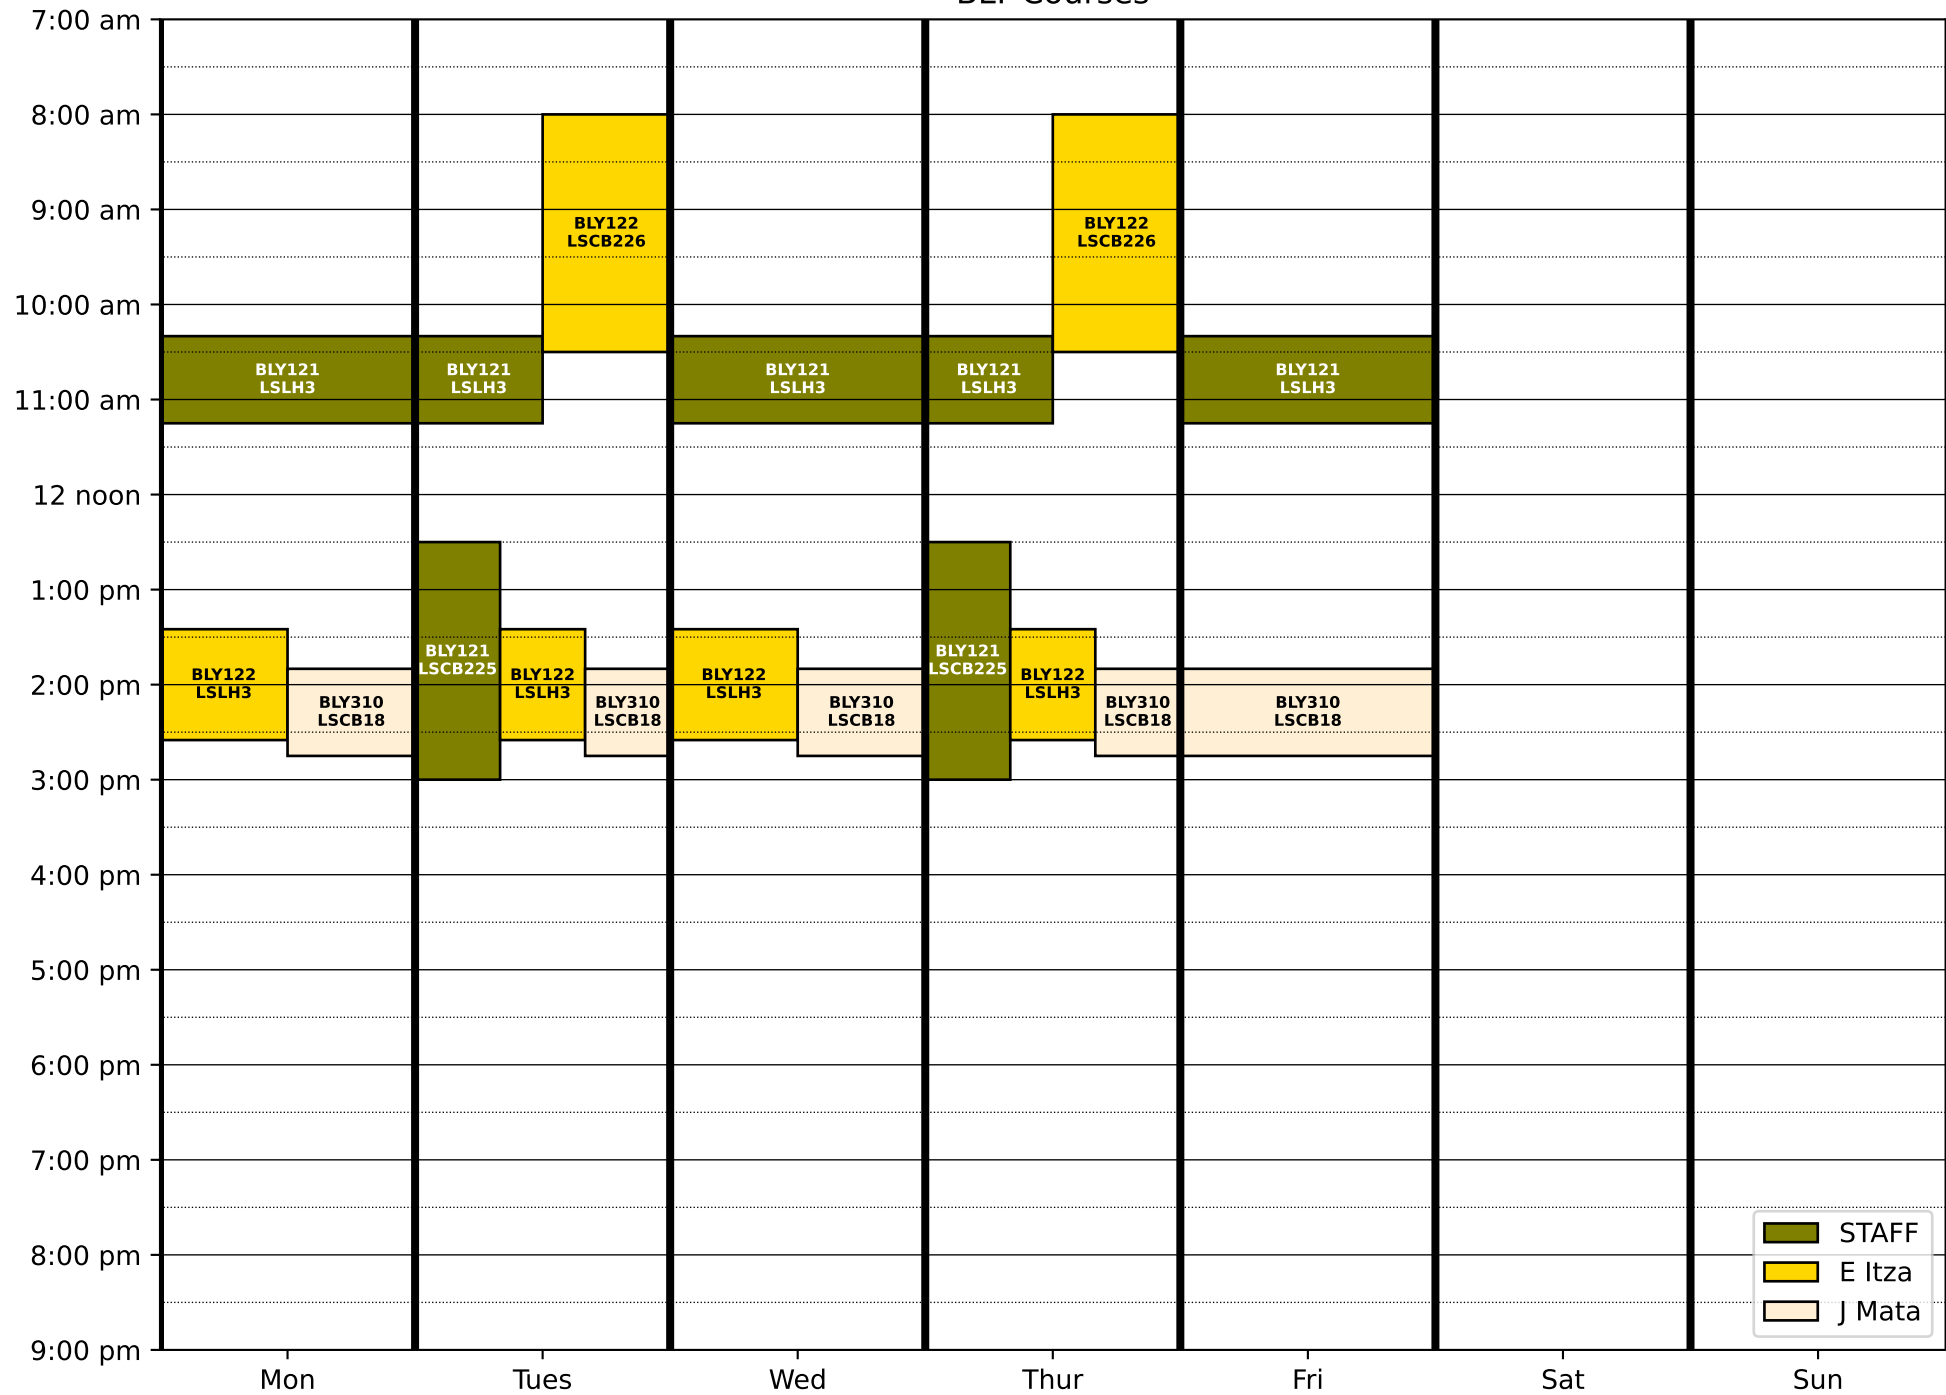 7:00 am
8:00 am
9:00 am
10:00 am
11:00 am
12 noon
1:00 pm
2:00 pm
3:00 pm
4:00 pm
5:00 pm
6:00 pm
7:00 pm
8:00 pm
9:00 pm
BLY122
LSCB226
BLY122
LSCB226
BLY121
LSLH3
BLY121
LSLH3
BLY121
LSLH3
BLY121
LSLH3
BLY121
LSLH3
BLY122
LSLH3
BLY310
LSCB18
BLY121
LSCB225
BLY122
LSLH3
BLY310
LSCB18
BLY122
LSLH3
BLY310
LSCB18
BLY121
LSCB225
BLY122
LSLH3
BLY310
LSCB18
BLY310
LSCB18
STAFF
E Itza
J Mata
Mon
Tues
Wed
Thur
Fri
Sat
Sun